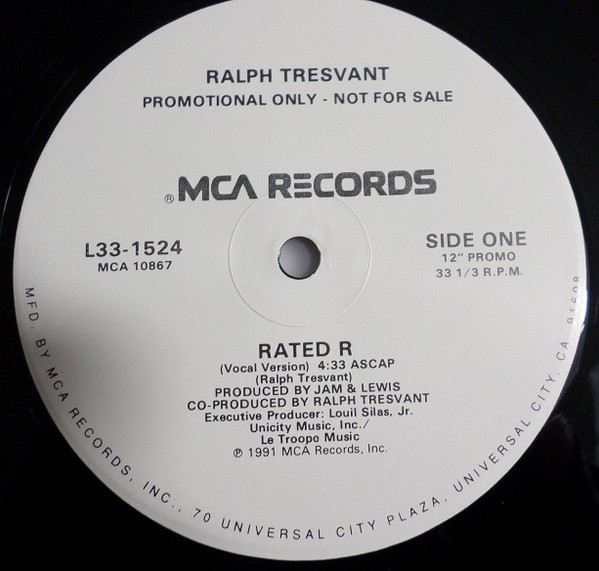 RALPH TRESVANT
PROMOTIONAL ONLY - NOT FOR SALE
® MCA RECORDS
L33-1524
MCA 10867
SIDE ONE
12" PROMO
33 1/3 R.P.M.
RATED R
(Vocal Version) 4:33 ASCAP
(Ralph Tresvant)
PRODUCED BY JAM & LEWIS
CO-PRODUCED BY RALPH TRESVANT
Executive Producer: Louil Silas, Jr.
Unicity Music, Inc./
Le Troopo Music
℗ 1991 MCA Records, Inc.
MFD. BY MCA RECORDS, INC., 70 UNIVERSAL CITY PLAZA, UNIVERSAL CITY, CA. 91608